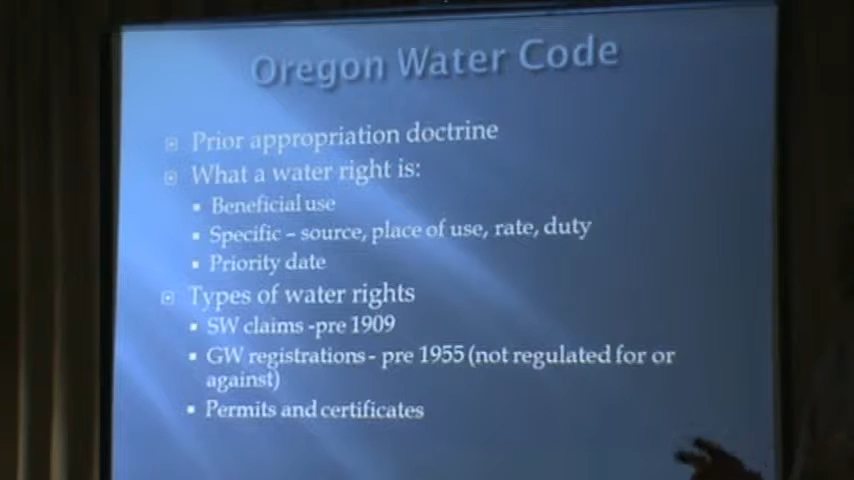 Oregon Water Code
Prior appropriation doctrine
What a water right is:
Beneficial use
Specific – source, place of use, rate, duty
Priority date
Types of water rights
SW claims -pre 1909
GW registrations - pre 1955 (not regulated for or
against)
Permits and certificates